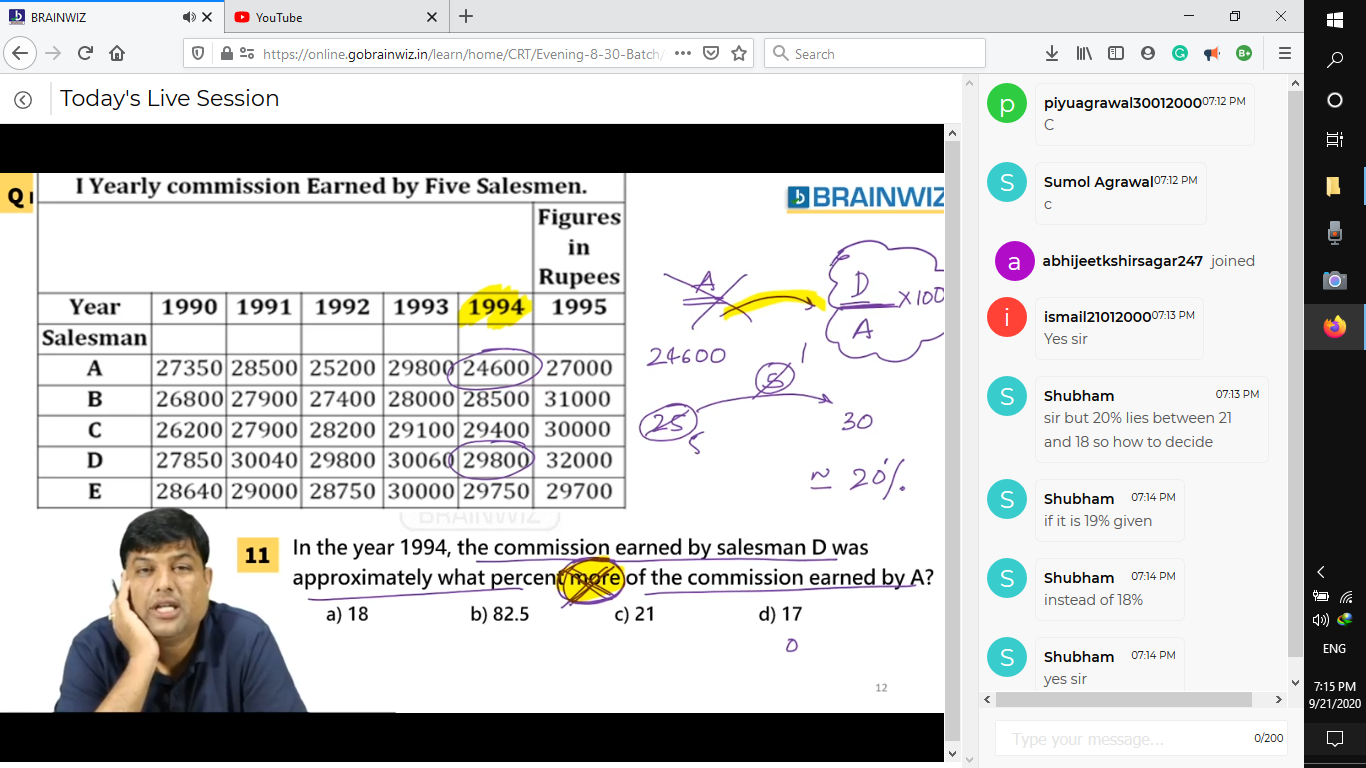 BRAINWIZ
YouTube
https://online.gobrainwiz.in/learn/home/CRT/Evening-8-30-Batch/
Search
Today's Live Session
Q
I Yearly commission Earned by Five Salesmen.
BRAINWIZ
Figures in Rupees
Year 1990 1991 1992 1993 1994 1995
Salesman
A 27350 28500 25200 29800 24600 27000
B 26800 27900 27400 28000 28500 31000
C 26200 27900 28200 29100 29400 30000
D 27850 30040 29800 30060 29800 32000
E 28640 29000 28750 30000 29750 29700
A
D
A
X100
24600
5
1
25
5
30
≈ 20%
BRAINWIZ
11
In the year 1994, the commission earned by salesman D was
approximately what percent more of the commission earned by A?
a) 18 b) 82.5 c) 21 d) 17
0
12
p
piyuagrawal30012000 07:12 PM
C
S
Sumol Agrawal 07:12 PM
c
a
abhijeetkshirsagar247 joined
i
ismail21012000 07:13 PM
Yes sir
S
Shubham 07:13 PM
sir but 20% lies between 21
and 18 so how to decide
S
Shubham 07:14 PM
if it is 19% given
S
Shubham 07:14 PM
instead of 18%
S
Shubham 07:14 PM
yes sir
Type your message...
0/200
ENG
7:15 PM
9/21/2020